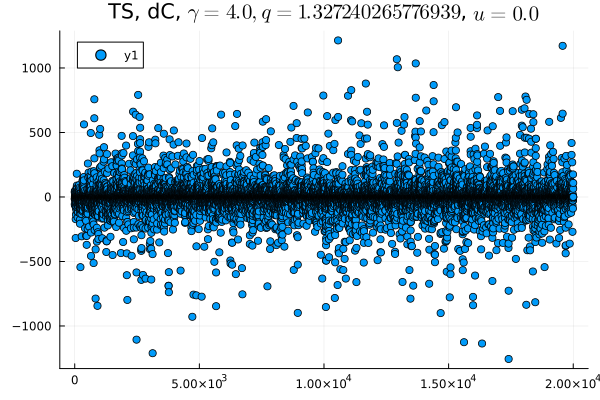 TS, dC, γ = 4.0, q = 1.327240265776939, u = 0.0
y1
1000
500
0
−500
−1000
0 5.00×10³ 1.00×10⁴ 1.50×10⁴ 2.00×10⁴